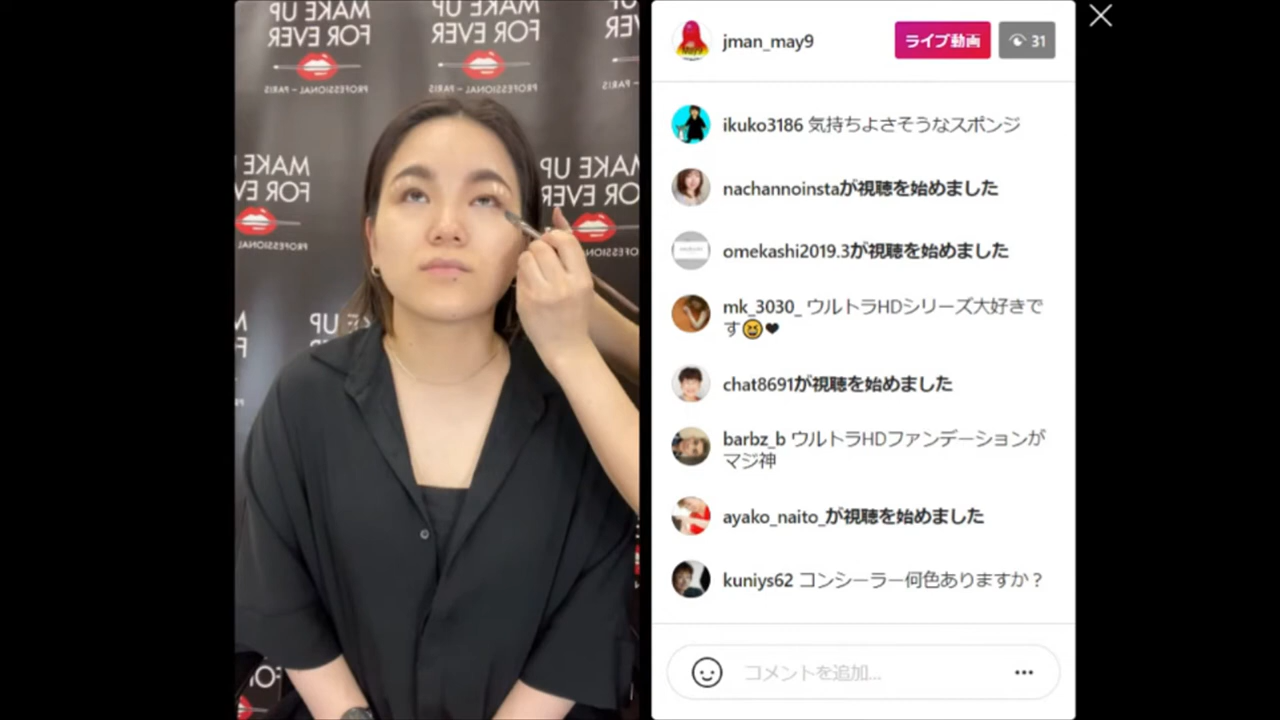 MAKE UP
FOR EVER
PROFESSIONAL – PARIS
MAKE UP
FOR EVER
PROFESSIONAL – PARIS
MAKE UP
FOR EVER
PROFESSIONAL
MAKE UP
FOR EVER
jman_may9
ライブ動画
31
ikuko3186 気持ちよさそうなスポンジ
nachannoinstaが視聴を始めました
omekashi2019.3が視聴を始めました
mk_3030_ ウルトラHDシリーズ大好きで
す😆❤
chat8691が視聴を始めました
barbz_b ウルトラHDファンデーションが
マジ神
ayako_naito_が視聴を始めました
kuniys62 コンシーラー何色ありますか？
コメントを追加...